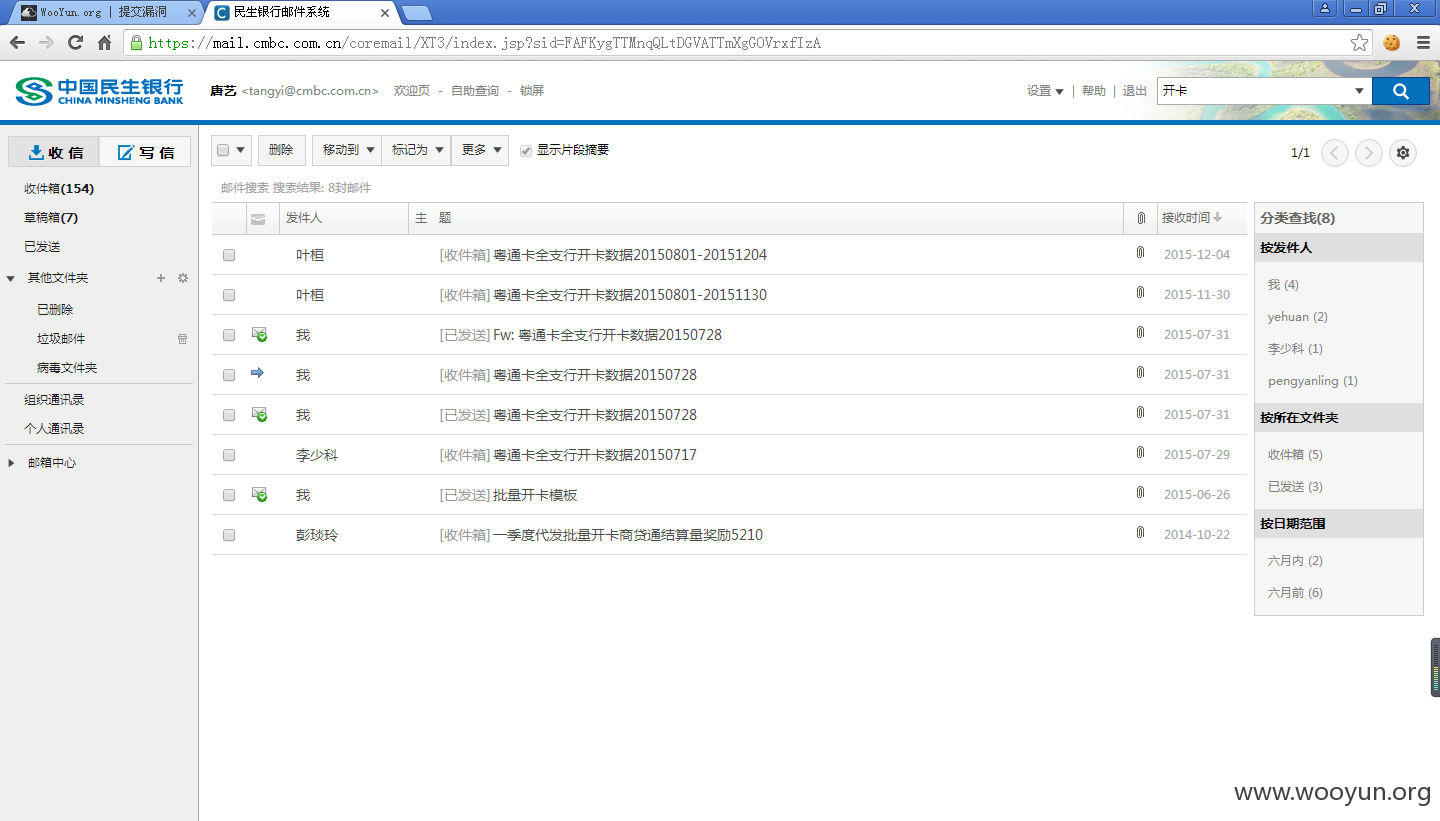 WooYun.org | 提交漏洞
民生银行邮件系统
https://mail.cmbc.com.cn/coremail/XT3/index.jsp?sid=FAFKygTTMnqQLtDGVATTmXgGOVrxfIzA
中国民生银行
CHINA MINSHENG BANK
唐艺 <tangyi@cmbc.com.cn> 欢迎页 - 自助查询 - 锁屏
设置 | 帮助 | 退出
开卡
收 信
写 信
收件箱(154)
草稿箱(7)
已发送
其他文件夹
已删除
垃圾邮件
病毒文件夹
组织通讯录
个人通讯录
邮箱中心
删除 移动到 标记为 更多 显示片段摘要
1/1
邮件搜索 搜索结果: 8封邮件
发件人 主 题 接收时间
叶桓 [收件箱] 粤通卡全支行开卡数据20150801-20151204 2015-12-04
叶桓 [收件箱] 粤通卡全支行开卡数据20150801-20151130 2015-11-30
我 [已发送] Fw: 粤通卡全支行开卡数据20150728 2015-07-31
我 [收件箱] 粤通卡全支行开卡数据20150728 2015-07-31
我 [已发送] 粤通卡全支行开卡数据20150728 2015-07-31
李少科 [收件箱] 粤通卡全支行开卡数据20150717 2015-07-29
我 [已发送] 批量开卡模板 2015-06-26
彭琰玲 [收件箱] 一季度代发批量开卡商贷通结算量奖励5210 2014-10-22
分类查找(8)
按发件人
我 (4)
yehuan (2)
李少科 (1)
pengyanling (1)
按所在文件夹
收件箱 (5)
已发送 (3)
按日期范围
六月内 (2)
六月前 (6)
www.wooyun.org